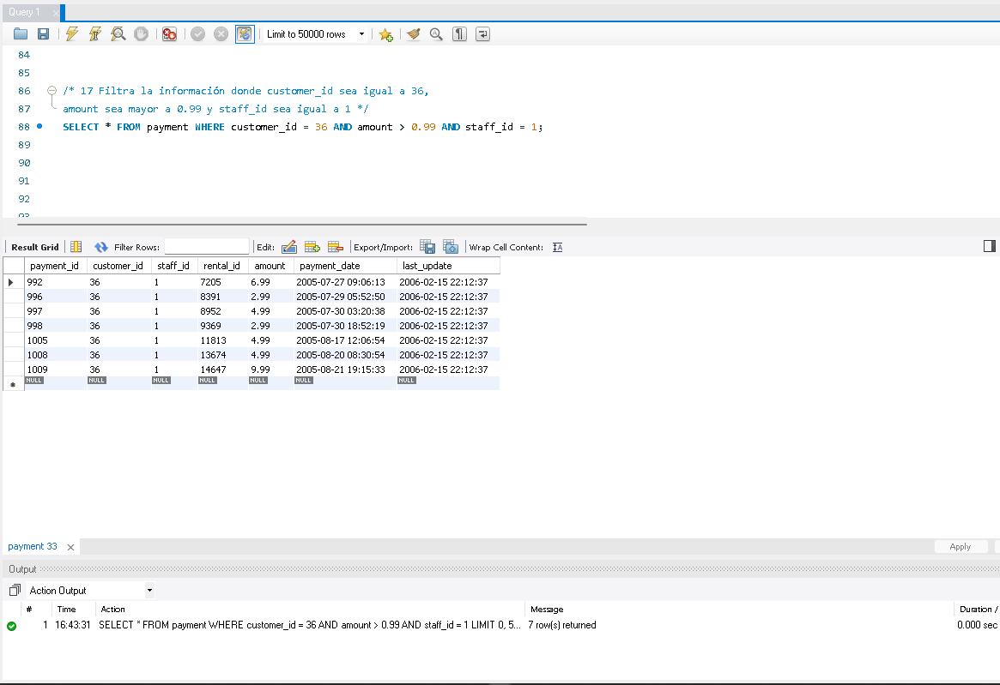 Query 1
Limit to 50000 rows
84
85
86 /* 17 Filtra la información donde customer_id sea igual a 36,
87 amount sea mayor a 0.99 y staff_id sea igual a 1 */
88 SELECT * FROM payment WHERE customer_id = 36 AND amount > 0.99 AND staff_id = 1;
89
90
91
92
93
Result Grid Filter Rows: Edit: Export/Import: Wrap Cell Content:
payment_id customer_id staff_id rental_id amount payment_date last_update
992 36 1 7205 6.99 2005-07-27 09:06:13 2006-02-15 22:12:37
996 36 1 8391 2.99 2005-07-29 05:52:50 2006-02-15 22:12:37
997 36 1 8952 4.99 2005-07-30 03:20:38 2006-02-15 22:12:37
998 36 1 9369 2.99 2005-07-30 18:52:19 2006-02-15 22:12:37
1005 36 1 11813 4.99 2005-08-17 12:06:54 2006-02-15 22:12:37
1008 36 1 13674 4.99 2005-08-20 08:30:54 2006-02-15 22:12:37
1009 36 1 14647 9.99 2005-08-21 19:15:33 2006-02-15 22:12:37
NULL NULL NULL NULL NULL NULL NULL
payment 33
Apply
Output
Action Output
# Time Action Message Duration /
1 16:43:31 SELECT * FROM payment WHERE customer_id = 36 AND amount > 0.99 AND staff_id = 1 LIMIT 0, 5... 7 row(s) returned 0.000 sec